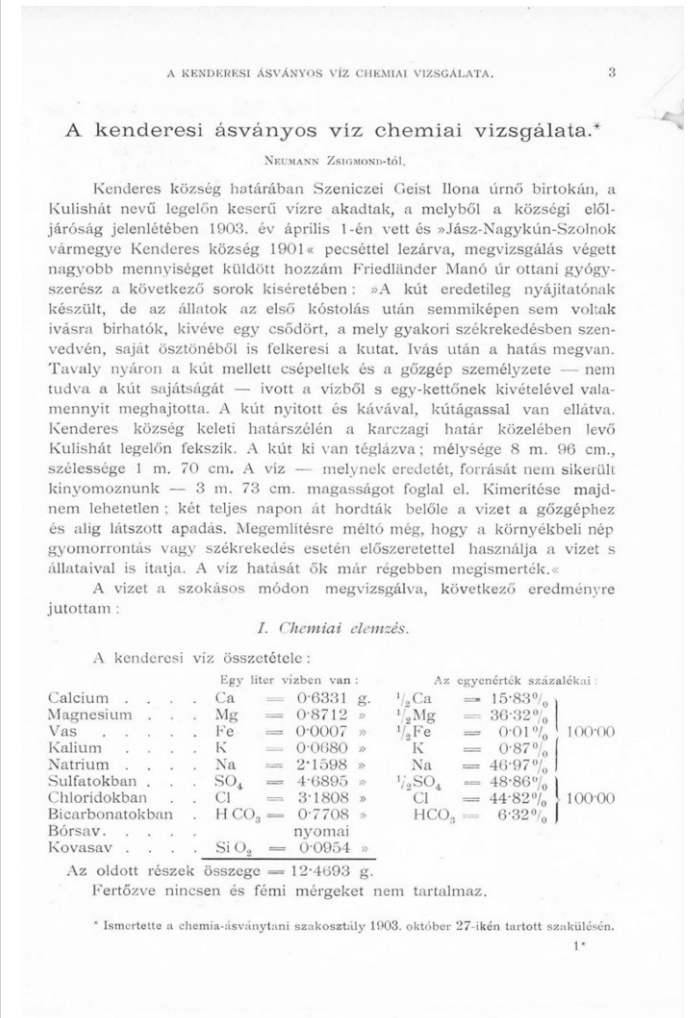 A KENDERESI ÁSVÁNYOS VÍZ CHEMIAI VIZSGÁLATA. 3
A kenderesi ásványos víz chemiai vizsgálata.*
NEUMANN ZSIGMOND-tól.
Kenderes község határában Szeniczei Geist Ilona úrnő birtokán, a
Kulishát nevű legelőn keserű vízre akadtak, a melyből a községi elől-
járóság jelenlétében 1903. év április 1-én vett és »Jász-Nagykún-Szolnok
vármegye Kenderes község 1901« pecséttel lezárva, megvizsgálás végett
nagyobb mennyiséget küldött hozzám Friedländer Manó úr ottani gyógy-
szerész a következő sorok kiséretében : »A kút eredetileg nyájitatónak
készült, de az állatok az első kóstolás után semmiképen sem voltak
ivásra birhatók, kivéve egy csődört, a mely gyakori székrekedésben szen-
vedvén, saját ösztönéből is felkeresi a kutat. Ivás után a hatás megvan.
Tavaly nyáron a kút mellett csépeltek és a gőzgép személyzete — nem
tudva a kút sajátságát — ivott a vizből s egy-kettőnek kivételével vala-
mennyit meghajtotta. A kút nyitott és kávával, kútágassal van ellátva.
Kenderes község keleti határszélén a karczagi határ közelében levő
Kulishát legelőn fekszik. A kút ki van téglázva; mélysége 8 m. 96 cm.,
szélessége 1 m. 70 cm. A víz — melynek eredetét, forrását nem sikerült
kinyomoznunk — 3 m. 73 cm. magasságot foglal el. Kimerítése majd-
nem lehetetlen ; két teljes napon át hordták belőle a vizet a gőzgéphez
és alig látszott apadás. Megemlítésre méltó még, hogy a környékbeli nép
gyomorrontás vagy székrekedés esetén előszeretettel használja a vizet s
állataival is itatja. A víz hatását ők már régebben megismerték.«
A vizet a szokásos módon megvizsgálva, következő eredményre
jutottam :
I. Chemiai elemzés.
A kenderesi víz összetétele :
Egy liter vízben van : Az egyenérték százalékai :
Calcium . . . . Ca = 0·6331 g. ½Ca = 15·83%
Magnesium . . . Mg = 0·8712 » ½Mg = 36·32%
Vas . . . . . Fe = 0·0007 » ½Fe = 0·01% 100·00
Kalium . . . . K = 0·0680 » K = 0·87%
Natrium . . . . Na = 2·1598 » Na = 46·97%
Sulfatokban . . . SO₄ = 4·6895 » ½SO₄ = 48·86%
Chloridokban . . Cl = 3·1808 » Cl = 44·82% 100·00
Bicarbonatokban . HCO₃ = 0·7708 » HCO₃ = 6·32%
Bórsav. . . . . nyomai
Kovasav . . . . SiO₂ = 0·0954 »
Az oldott részek összege = 12·4693 g.
Fertőzve nincsen és fémi mérgeket nem tartalmaz.
* Ismertette a chemia-ásványtani szakosztály 1903. október 27-ikén tartott szakülésén.
1*